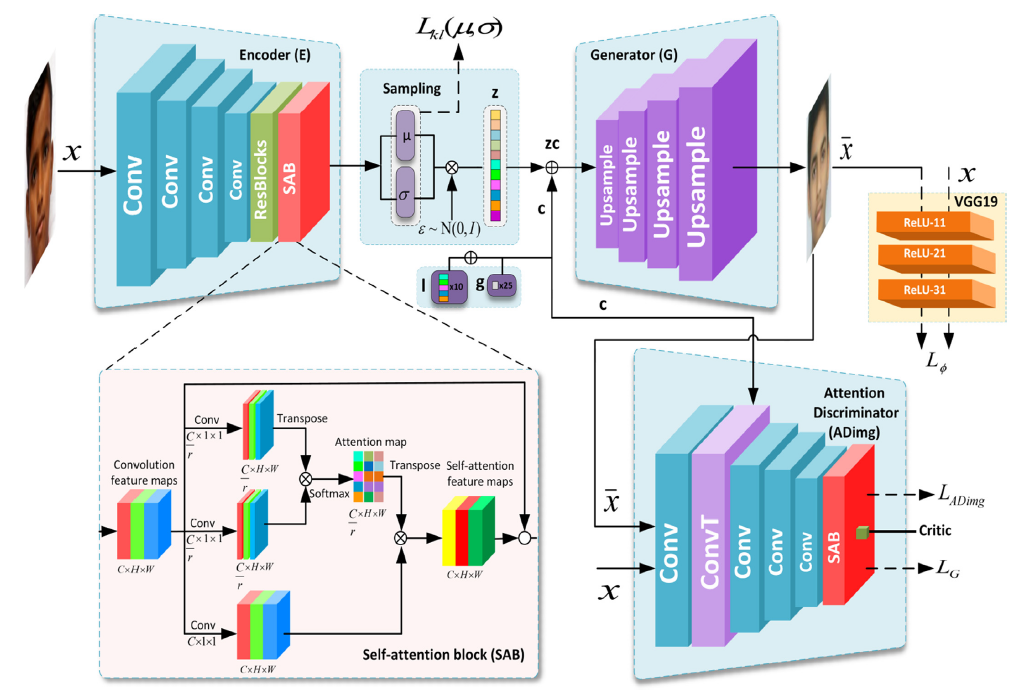 L_kl(μ,σ)
Encoder (E)
Generator (G)
Sampling
z
x
Conv
Conv
Conv
Conv
ResBlocks
SAB
μ
σ
ε ~ N(0, I)
zc
c
Upsample
Upsample
Upsample
Upsample
x̄
x
VGG19
ReLU-11
ReLU-21
ReLU-31
L_ϕ
l
x10
g
x25
c
Convolution
feature maps
C×H×W
Conv
C/r ×1×1
C/r ×H×W
Transpose
Conv
C/r ×1×1
C/r ×H×W
Conv
C×1×1
C×H×W
Softmax
Attention map
C/r ×H×W
Transpose
Self-attention
feature maps
C×H×W
Self-attention block (SAB)
Attention
Discriminator
(ADimg)
x̄
x
Conv
ConvT
Conv
Conv
Conv
SAB
L_ADimg
Critic
L_G